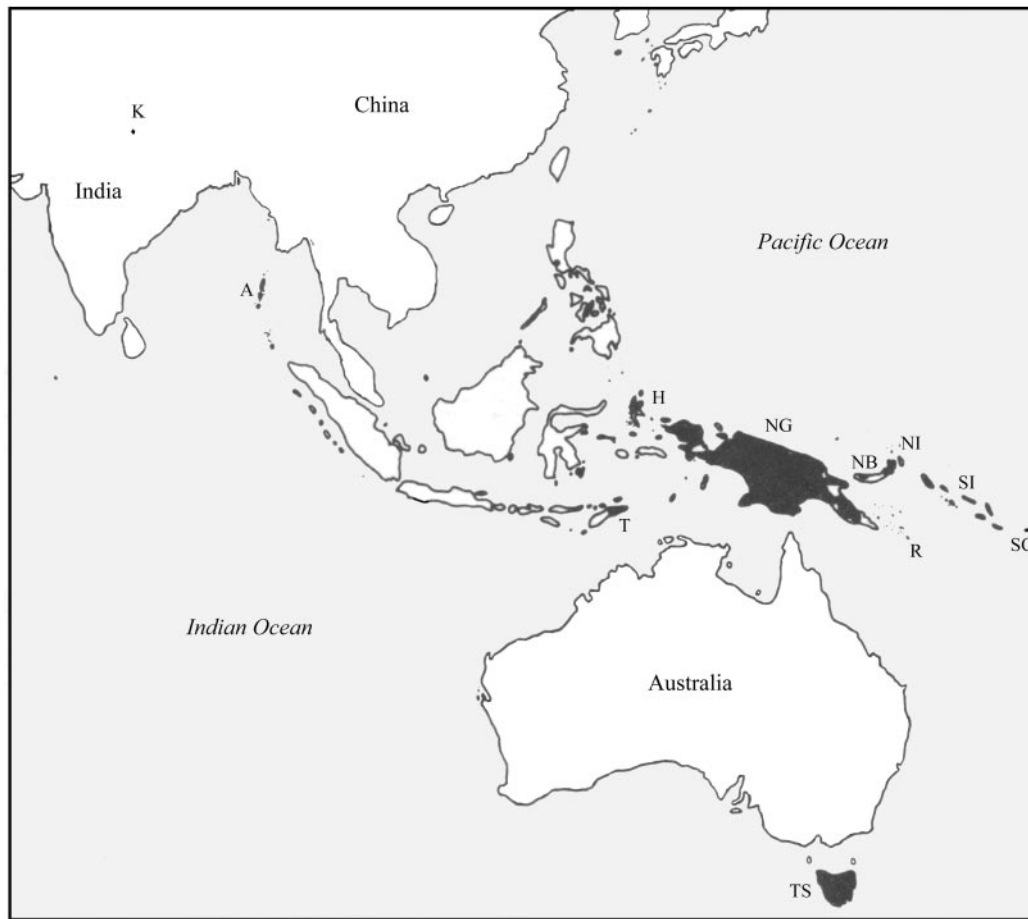 China
K
India
Pacific Ocean
A
H
NG
NI
NB
SI
T
SC
R
Indian Ocean
Australia
TS